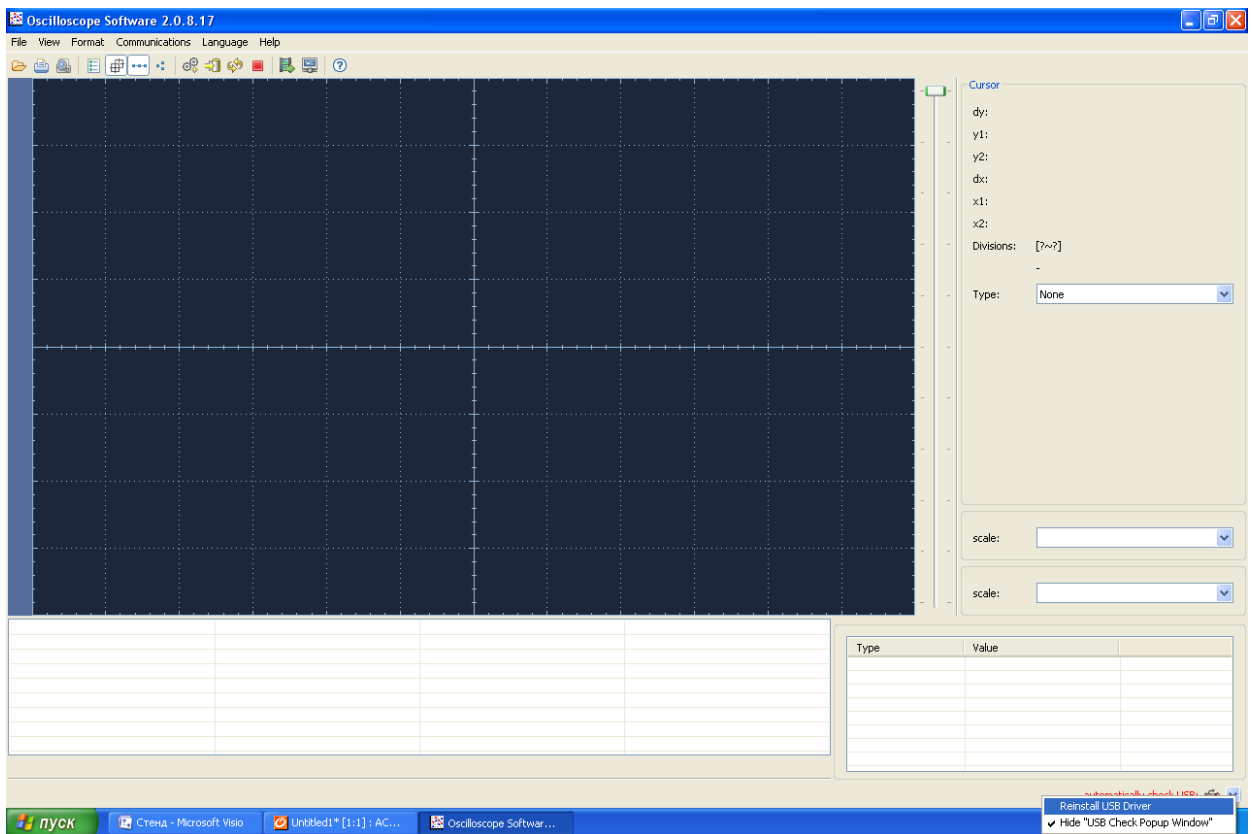 Oscilloscope Software 2.0.8.17
File View Format Communications Language Help
Cursor
dy:
y1:
y2:
dx:
x1:
x2:
Divisions: [?~?]
-
Type: None
scale:
scale:
Type Value
automatically check USB:
Reinstall USB Driver
Hide "USB Check Popup Window"
пуск Стенд - Microsoft Visio Untitled1* [1:1] : AC... Oscilloscope Softwar...